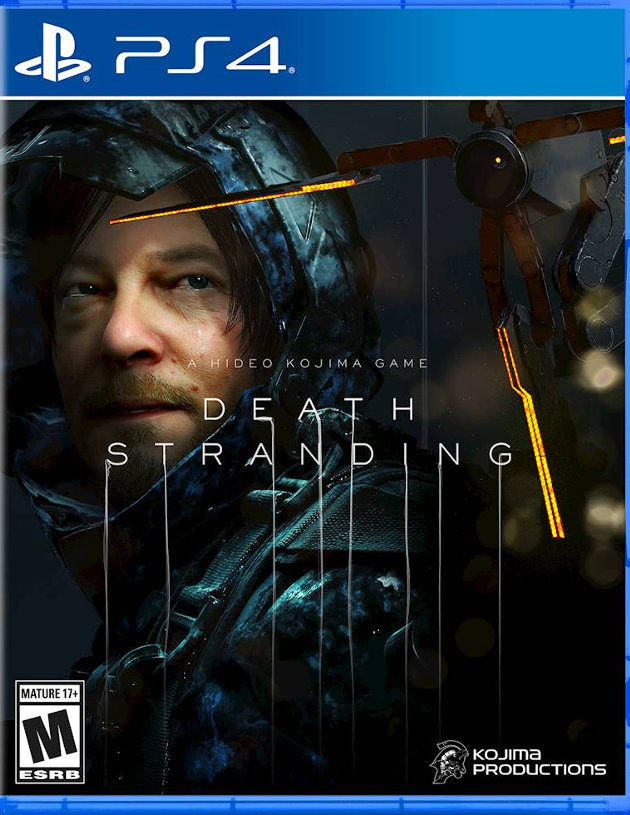 PS4
A HIDEO KOJIMA GAME
DEATH
STRANDING
MATURE 17+
M
ESRB
KOJIMA
PRODUCTIONS